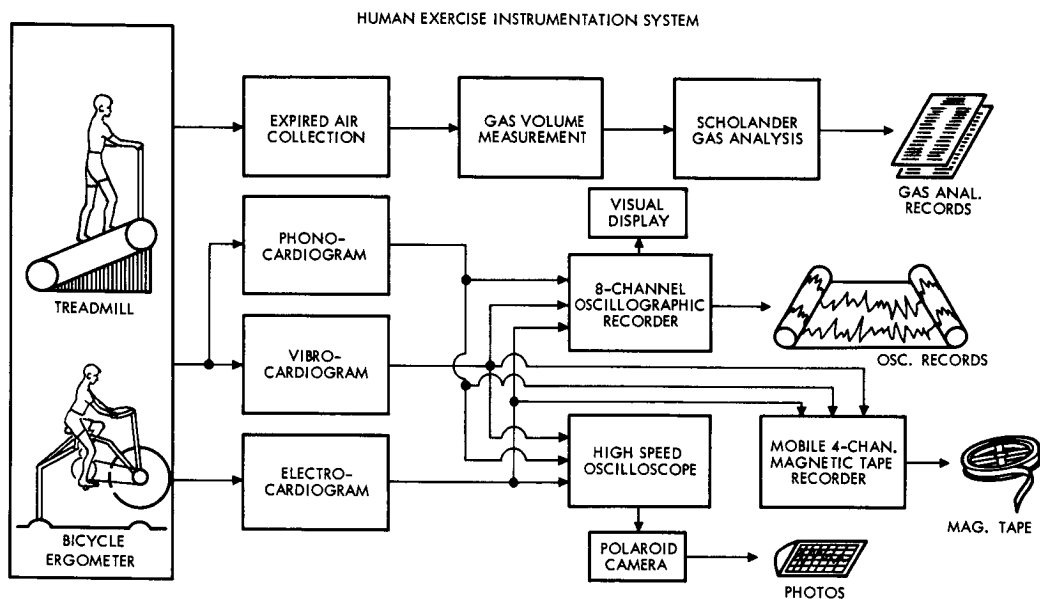 HUMAN EXERCISE INSTRUMENTATION SYSTEM
EXPIRED AIR
COLLECTION
GAS VOLUME
MEASUREMENT
SCHOLANDER
GAS ANALYSIS
GAS ANAL.
RECORDS
TREADMILL
PHONO-
CARDIOGRAM
VISUAL
DISPLAY
8-CHANNEL
OSCILLOGRAPHIC
RECORDER
OSC. RECORDS
VIBRO-
CARDIOGRAM
BICYCLE
ERGOMETER
ELECTRO-
CARDIOGRAM
HIGH SPEED
OSCILLOSCOPE
MOBILE 4-CHAN.
MAGNETIC TAPE
RECORDER
MAG. TAPE
POLAROID
CAMERA
PHOTOS